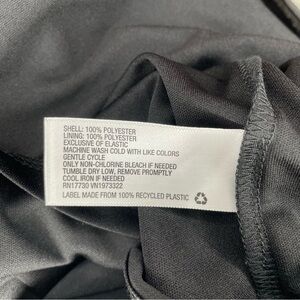 SHELL: 100% POLYESTER
LINING: 100% POLYESTER
EXCLUSIVE OF ELASTIC
MACHINE WASH COLD WITH LIKE COLORS
GENTLE CYCLE
ONLY NON-CHLORINE BLEACH IF NEEDED
TUMBLE DRY LOW, REMOVE PROMPTLY
COOL IRON IF NEEDED
RN17730 VN1973322
LABEL MADE FROM 100% RECYCLED PLASTIC